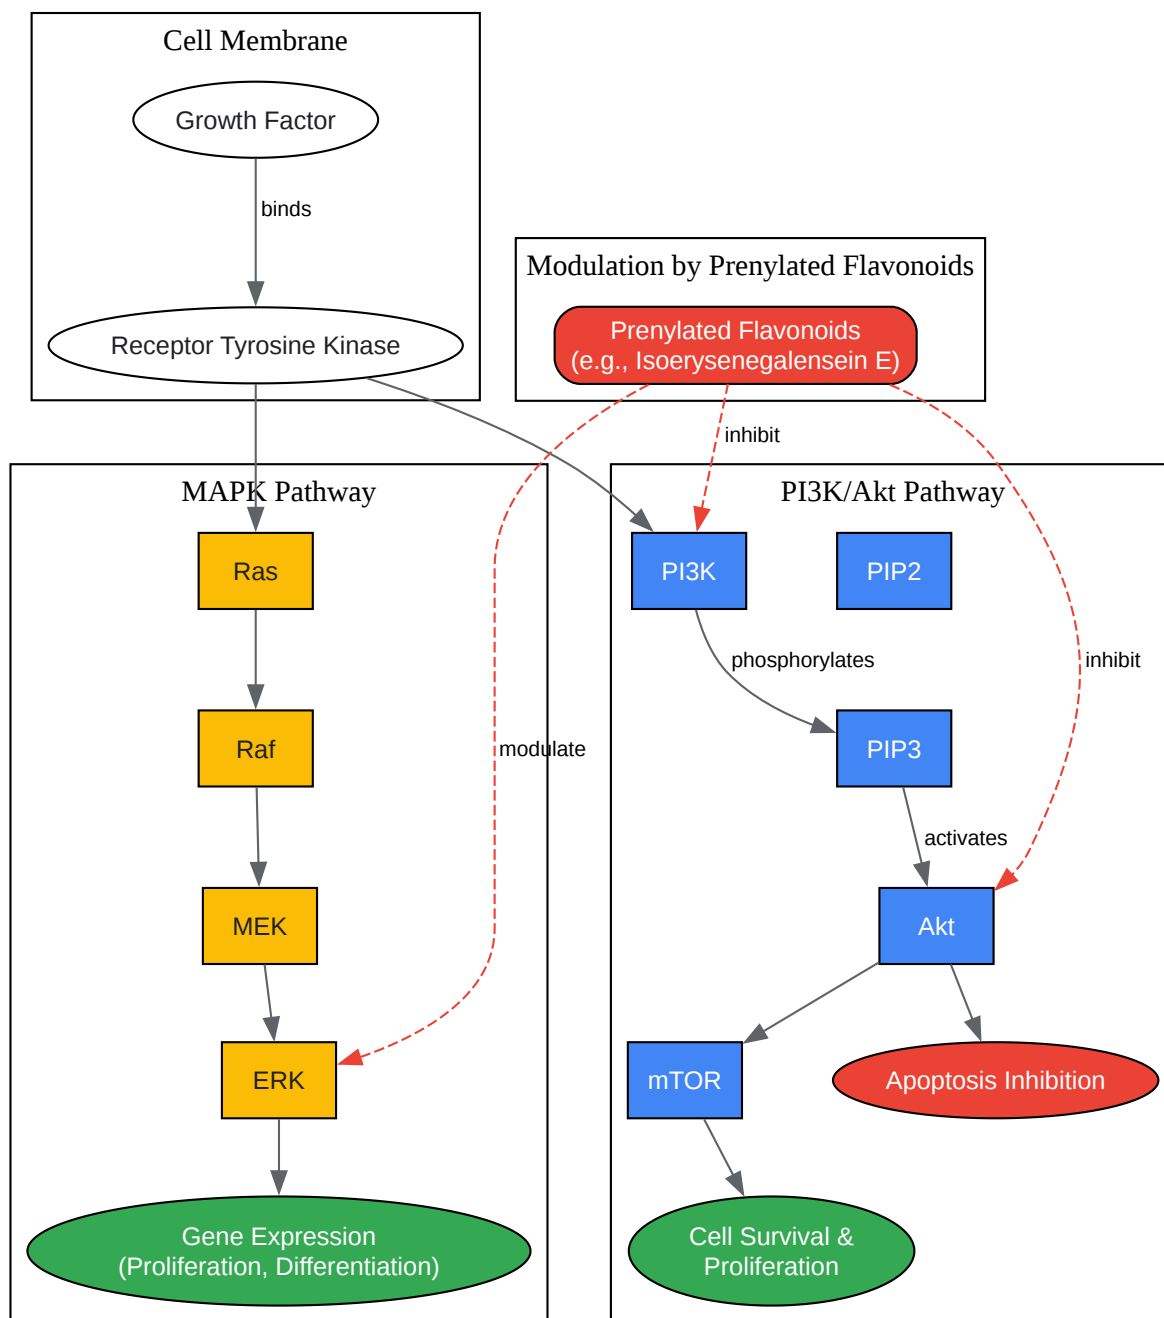 Cell Membrane
Growth Factor
binds
Receptor Tyrosine Kinase
Modulation by Prenylated Flavonoids
Prenylated Flavonoids
(e.g., Isoerysenegalensein E)
inhibit
MAPK Pathway
PI3K/Akt Pathway
Ras
PI3K
PIP2
phosphorylates
inhibit
Raf
modulate
PIP3
activates
MEK
Akt
ERK
mTOR
Apoptosis Inhibition
Gene Expression
(Proliferation, Differentiation)
Cell Survival &
Proliferation